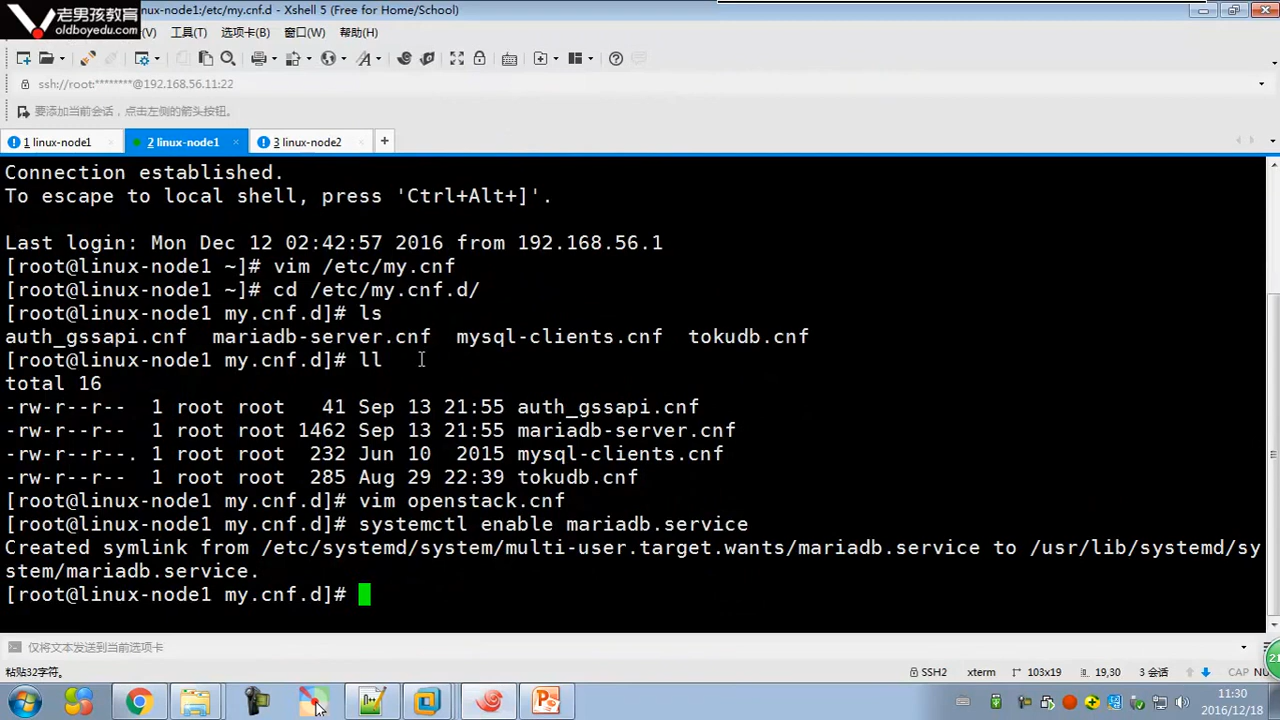 老男孩教育
oldboyedu.com
linux-node1:/etc/my.cnf.d - Xshell 5 (Free for Home/School)
(V) 工具(T) 选项卡(B) 窗口(W) 帮助(H)
ssh://root:********@192.168.56.11:22
要添加当前会话，点击左侧的箭头按钮。
1 linux-node1 2 linux-node1 3 linux-node2
Connection established.
To escape to local shell, press 'Ctrl+Alt+]'.
Last login: Mon Dec 12 02:42:57 2016 from 192.168.56.1
[root@linux-node1 ~]# vim /etc/my.cnf
[root@linux-node1 ~]# cd /etc/my.cnf.d/
[root@linux-node1 my.cnf.d]# ls
auth_gssapi.cnf mariadb-server.cnf mysql-clients.cnf tokudb.cnf
[root@linux-node1 my.cnf.d]# ll
total 16
-rw-r--r-- 1 root root 41 Sep 13 21:55 auth_gssapi.cnf
-rw-r--r-- 1 root root 1462 Sep 13 21:55 mariadb-server.cnf
-rw-r--r--. 1 root root 232 Jun 10 2015 mysql-clients.cnf
-rw-r--r-- 1 root root 285 Aug 29 22:39 tokudb.cnf
[root@linux-node1 my.cnf.d]# vim openstack.cnf
[root@linux-node1 my.cnf.d]# systemctl enable mariadb.service
Created symlink from /etc/systemd/system/multi-user.target.wants/mariadb.service to /usr/lib/systemd/sy
stem/mariadb.service.
[root@linux-node1 my.cnf.d]#
仅将文本发送到当前选项卡
粘贴32字符。 SSH2 xterm 103x19 19,30 3 会话 CAP NU
11:30
2016/12/18